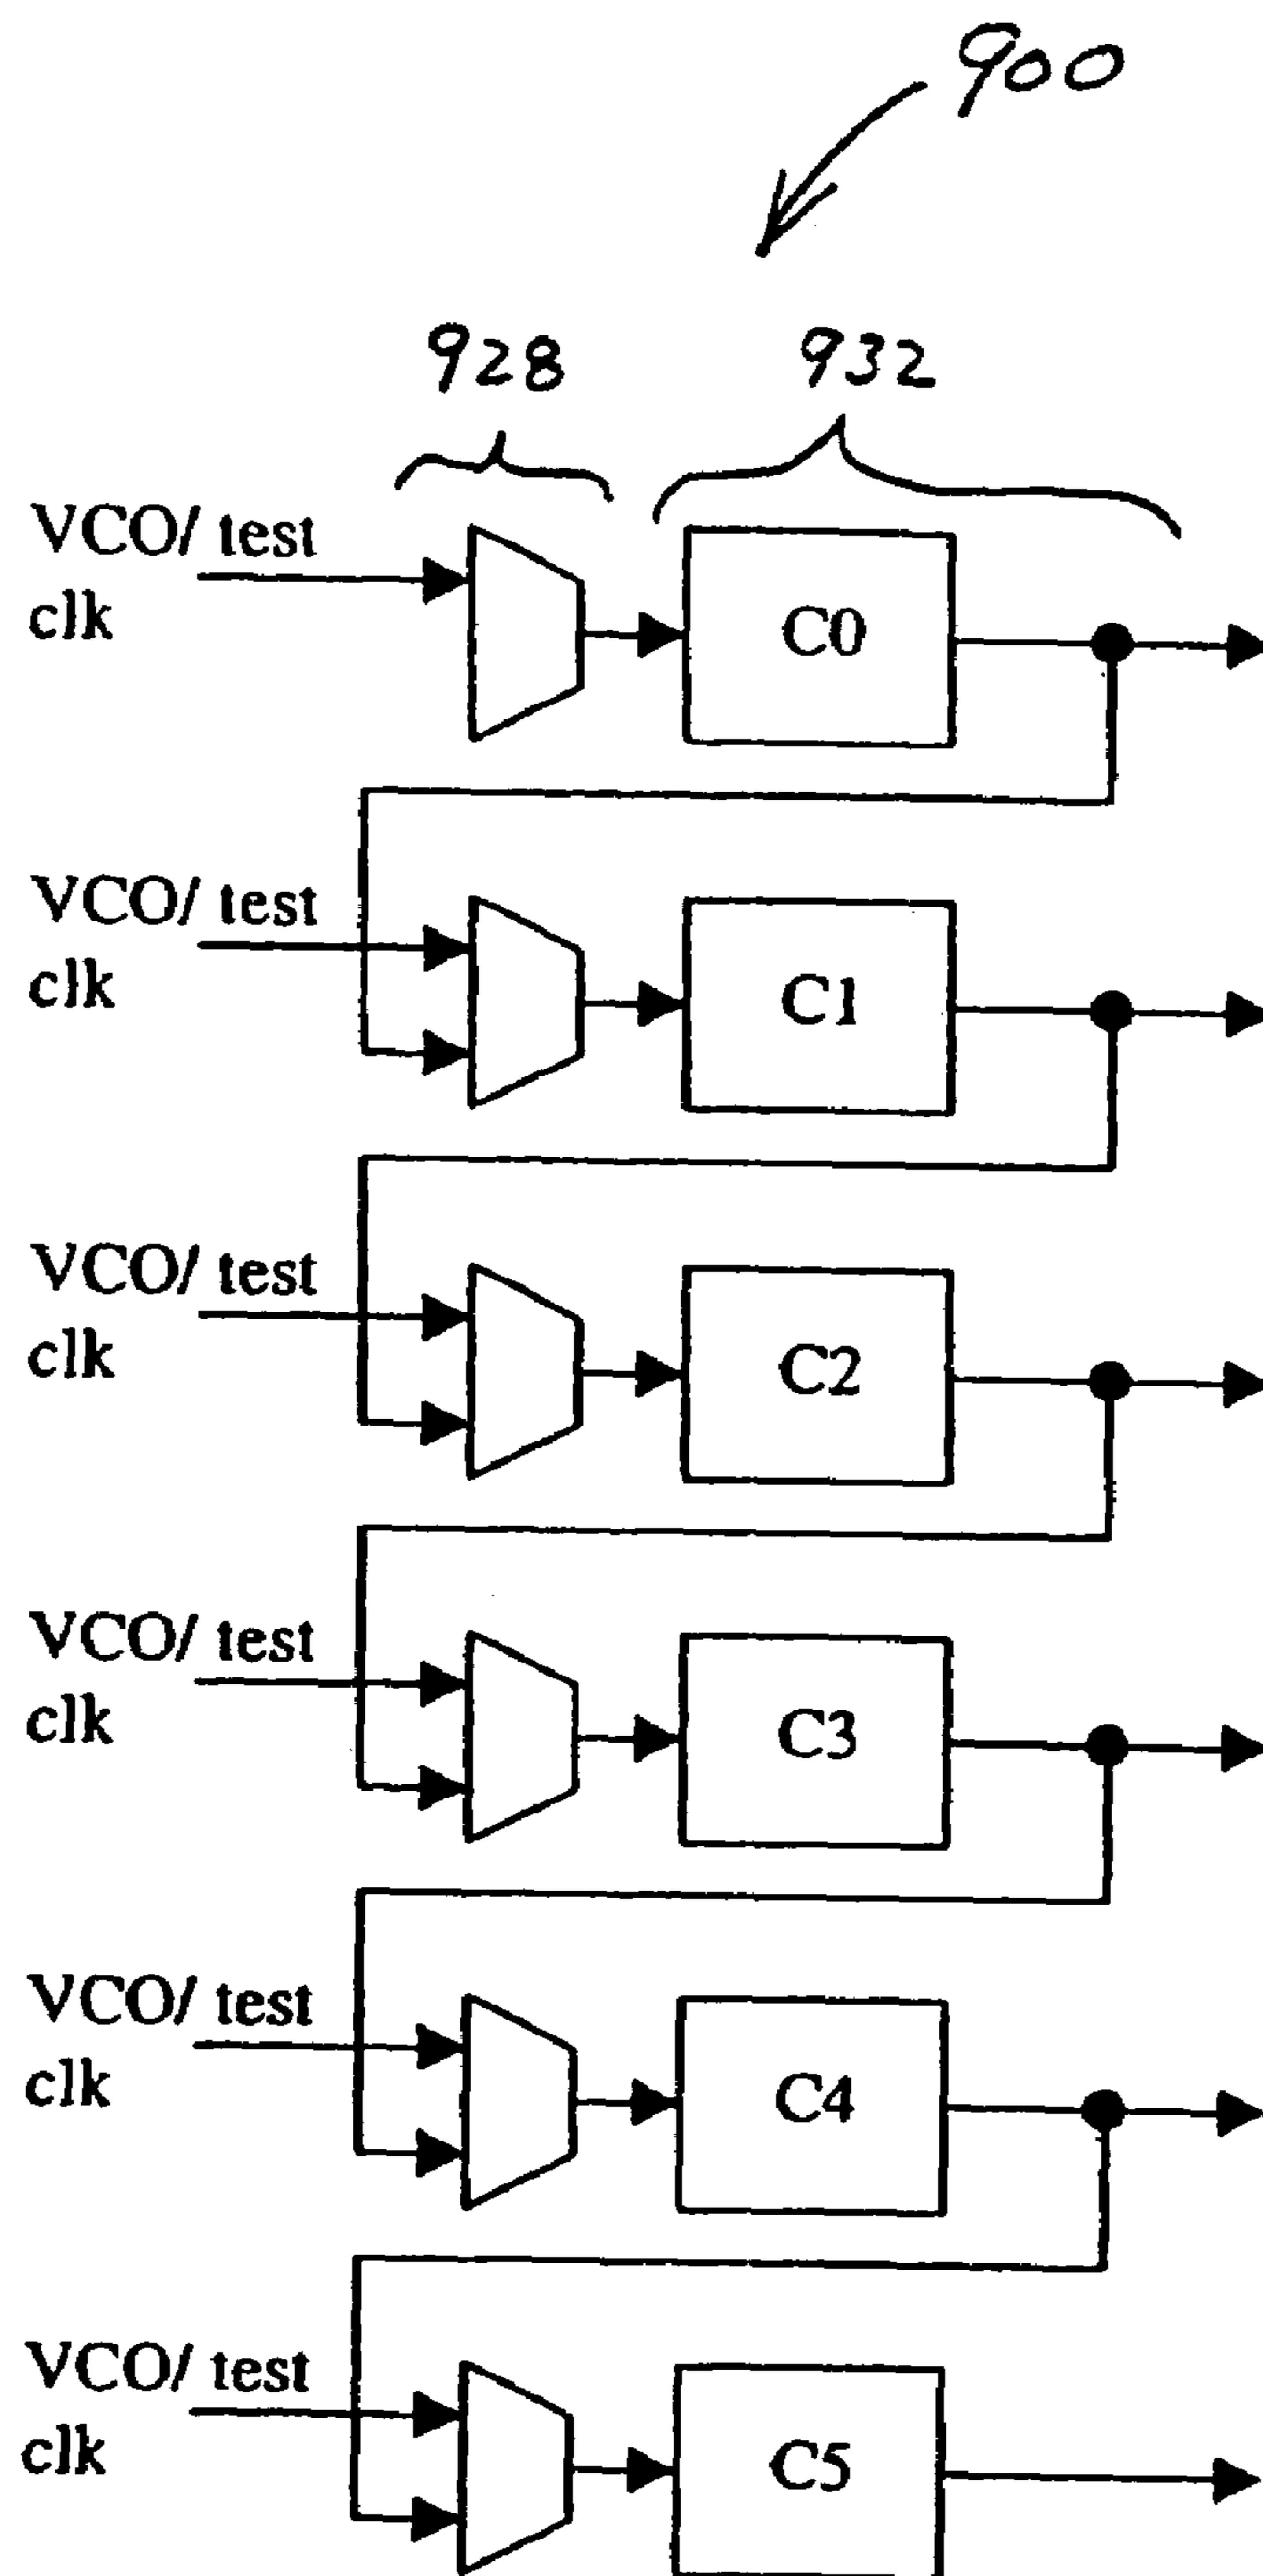 900
928
932
VCO/ test
clk
C0
VCO/ test
clk
C1
VCO/ test
clk
C2
VCO/ test
clk
C3
VCO/ test
clk
C4
VCO/ test
clk
C5